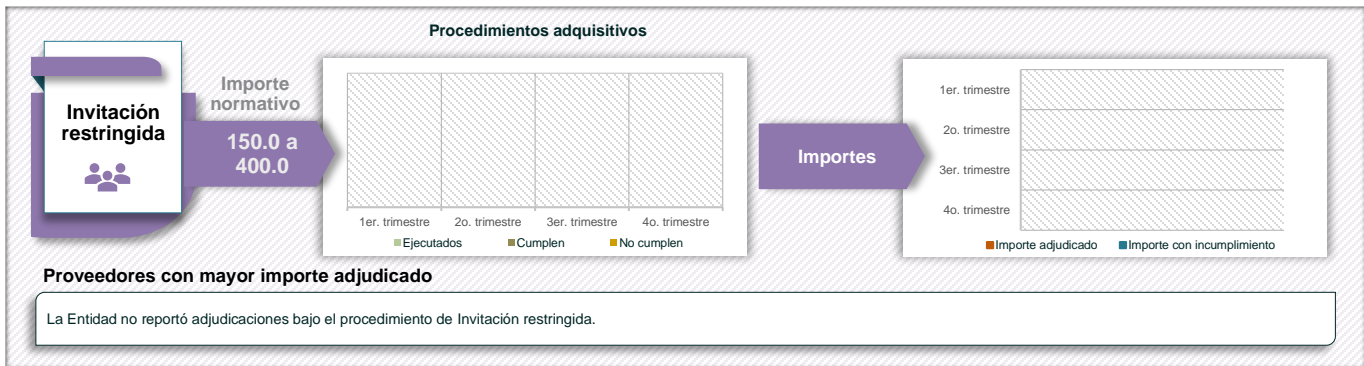 Procedimientos adquisitivos
Invitación
restringida
Importe
normativo
150.0 a
400.0
1er. trimestre 2o. trimestre 3er. trimestre 4o. trimestre
Ejecutados Cumplen No cumplen
Importes
1er. trimestre
2o. trimestre
3er. trimestre
4o. trimestre
Importe adjudicado Importe con incumplimiento
Proveedores con mayor importe adjudicado
La Entidad no reportó adjudicaciones bajo el procedimiento de Invitación restringida.